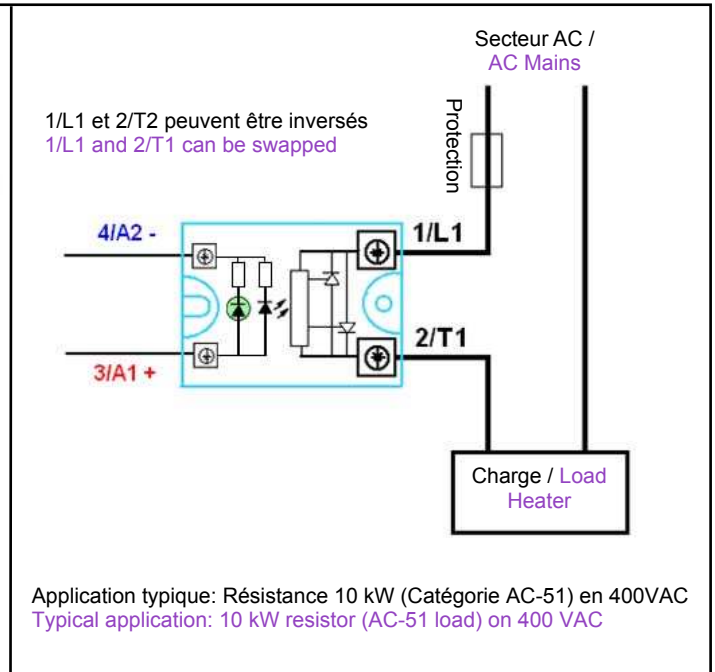 Secteur AC /
AC Mains
Protection
1/L1 et 2/T2 peuvent être inversés
1/L1 and 2/T1 can be swapped
4/A2 -
1/L1
2/T1
3/A1 +
Charge / Load
Heater
Application typique: Résistance 10 kW (Catégorie AC-51) en 400VAC
Typical application: 10 kW resistor (AC-51 load) on 400 VAC